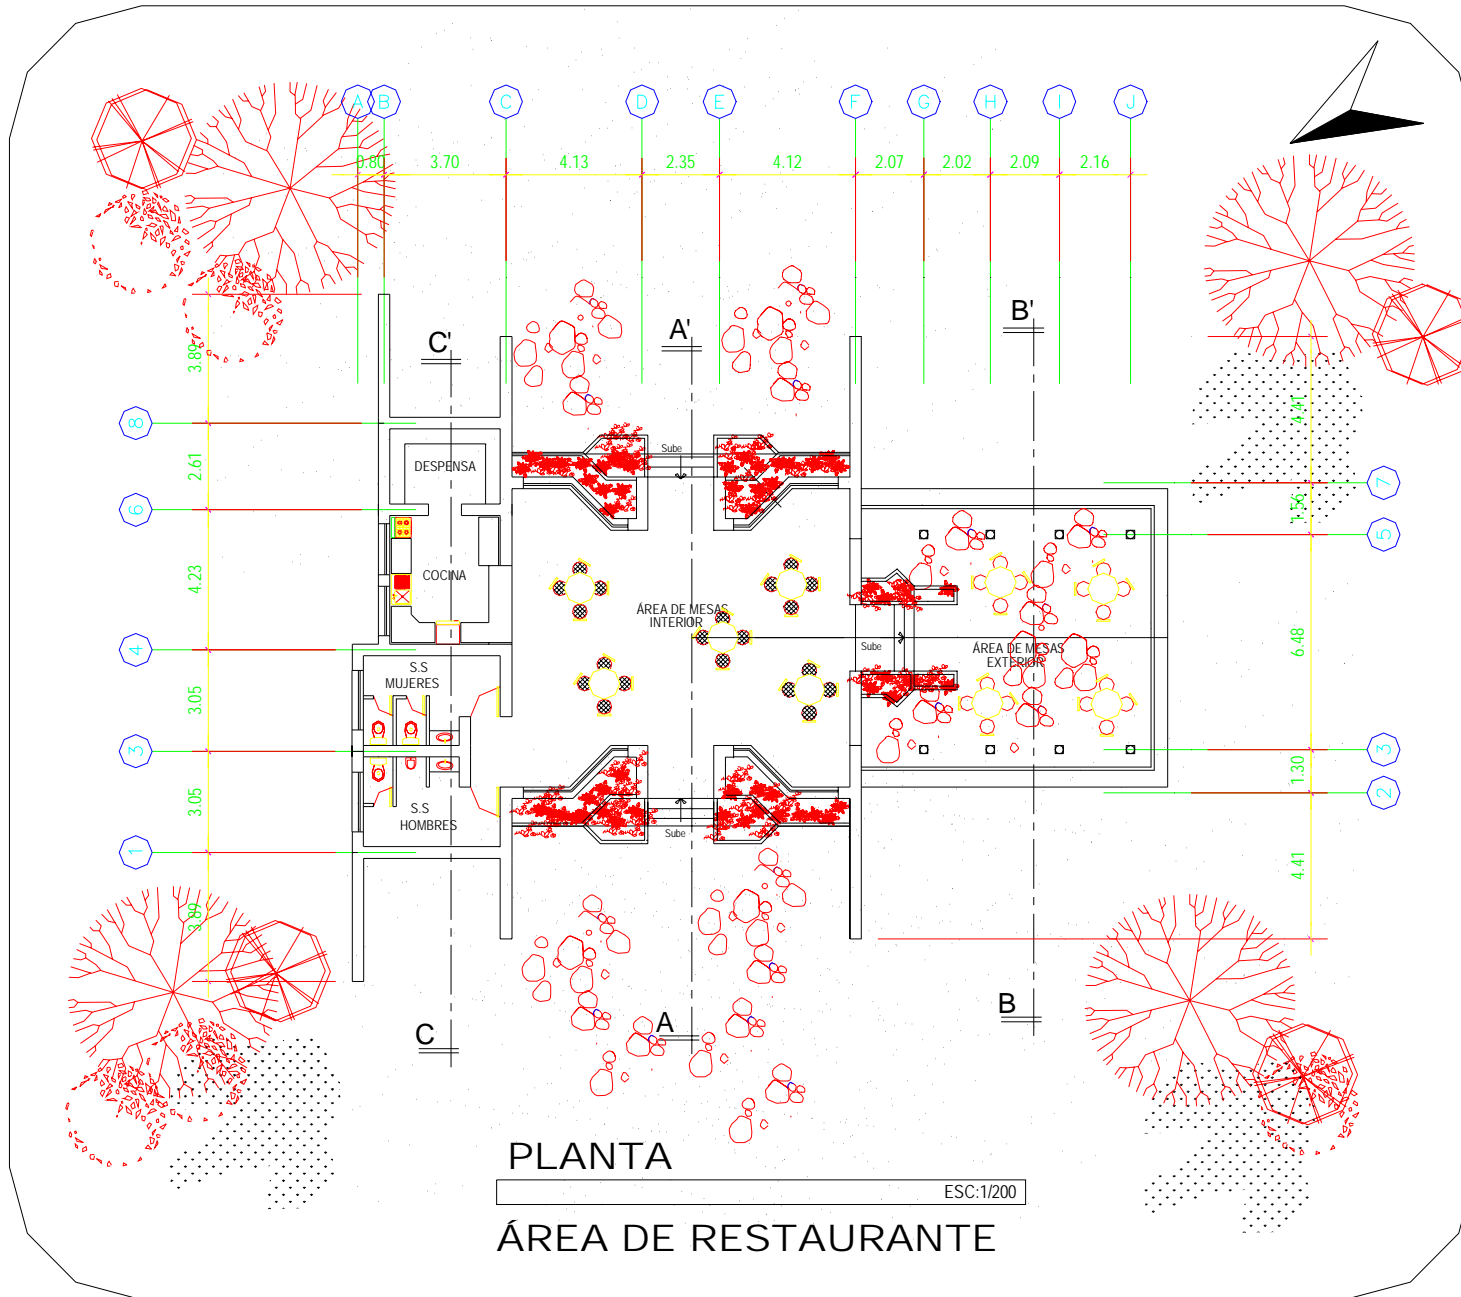 A B C D E F G H I J
0.80 3.70 4.13 2.35 4.12 2.07 2.02 2.09 2.16
C'
A'
B'
3.89
8
2.61
6
4.23
4
3.05
3
3.05
1
3.89
DESPENSA
COCINA
S.S
MUJERES
S.S
HOMBRES
Sube
ÁREA DE MESAS
INTERIOR
Sube
ÁREA DE MESAS
EXTERIOR
Sube
4.41
7
1.56
5
6.48
3
1.30
2
4.41
C
A
B
PLANTA
ESC:1/200
ÁREA DE RESTAURANTE